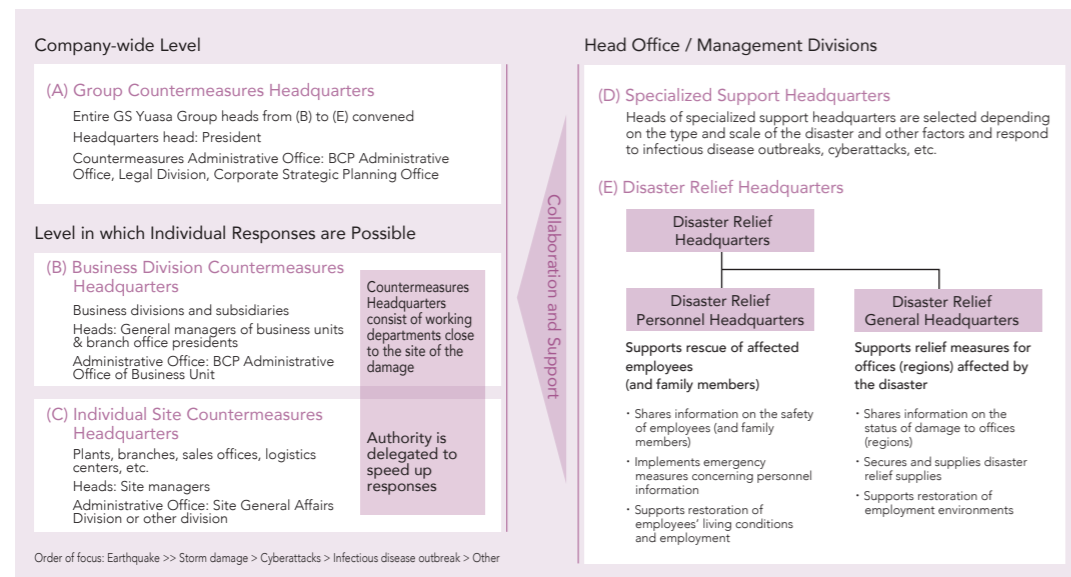 Company-wide Level
(A) Group Countermeasures Headquarters
Entire GS Yuasa Group heads from (B) to (E) convened
Headquarters head: President
Countermeasures Administrative Office: BCP Administrative
Office, Legal Division, Corporate Strategic Planning Office
Level in which Individual Responses are Possible
(B) Business Division Countermeasures
Headquarters
Business divisions and subsidiaries
Heads: General managers of business units
& branch office presidents
Administrative Office: BCP Administrative
Office of Business Unit
(C) Individual Site Countermeasures
Headquarters
Plants, branches, sales offices, logistics
centers, etc.
Heads: Site managers
Administrative Office: Site General Affairs
Division or other division
Countermeasures
Headquarters
consist of working
departments close
to the site of the
damage
Authority is
delegated to
speed up
responses
Order of focus: Earthquake >> Storm damage > Cyberattacks > Infectious disease outbreak > Other
Collaboration and Support
Head Office / Management Divisions
(D) Specialized Support Headquarters
Heads of specialized support headquarters are selected depending
on the type and scale of the disaster and other factors and respond
to infectious disease outbreaks, cyberattacks, etc.
(E) Disaster Relief Headquarters
Disaster Relief
Headquarters
Disaster Relief
Personnel Headquarters
Supports rescue of affected
employees
(and family members)
・Shares information on the safety
of employees (and family
members)
・Implements emergency
measures concerning personnel
information
・Supports restoration of
employees' living conditions
and employment
Disaster Relief
General Headquarters
Supports relief measures for
offices (regions) affected by
the disaster
・Shares information on the
status of damage to offices
(regions)
・Secures and supplies disaster
relief supplies
・Supports restoration of
employment environments